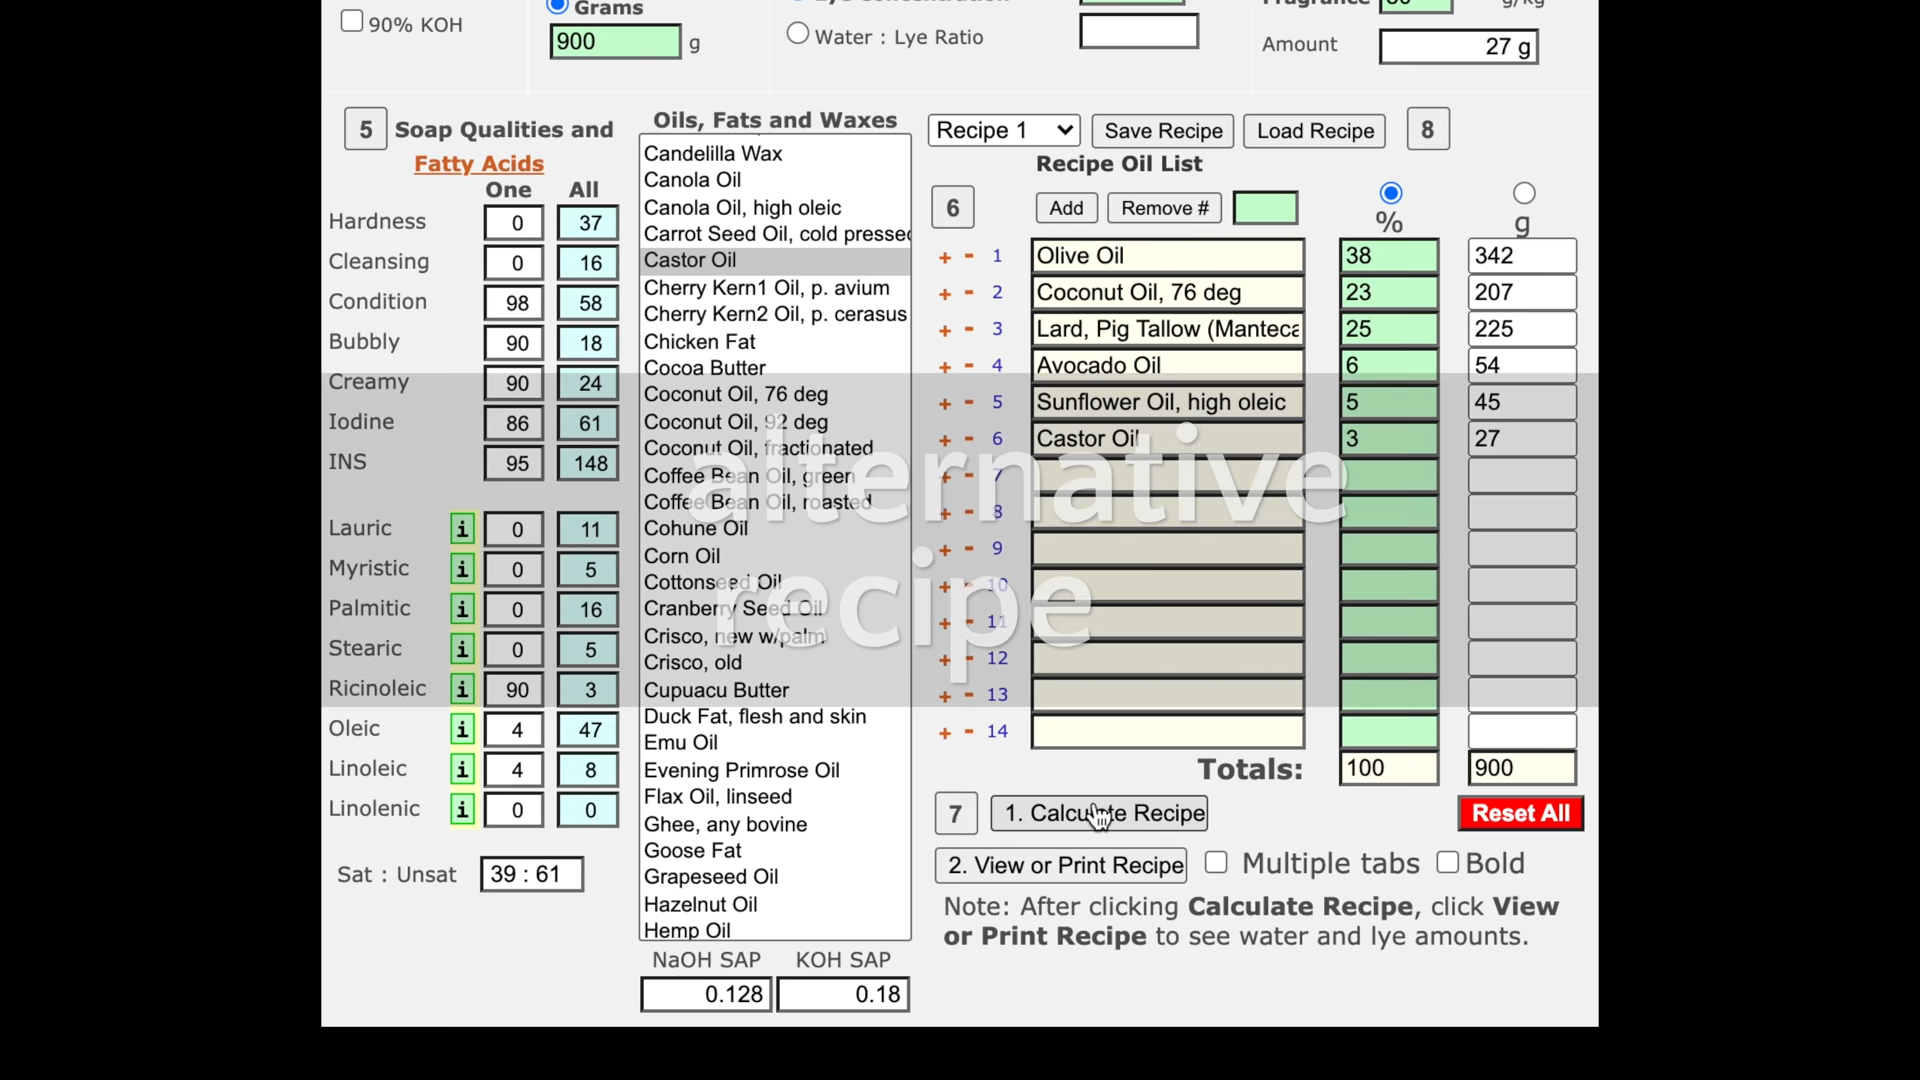 Grams
Fragrance
g/kg
90% KOH
900
g
Water : Lye Ratio
Amount
27 g
5
Soap Qualities and
Fatty Acids
One
All
Hardness
0
37
Cleansing
0
16
Condition
98
58
Bubbly
90
18
Creamy
90
24
Iodine
86
61
INS
95
148
Lauric
i
0
11
Myristic
i
0
5
Palmitic
i
0
16
Stearic
i
0
5
Ricinoleic
i
90
3
Oleic
i
4
47
Linoleic
i
4
8
Linolenic
i
0
0
Sat : Unsat
39 : 61
Oils, Fats and Waxes
Candelilla Wax
Canola Oil
Canola Oil, high oleic
Carrot Seed Oil, cold pressed
Castor Oil
Cherry Kern1 Oil, p. avium
Cherry Kern2 Oil, p. cerasus
Chicken Fat
Cocoa Butter
Coconut Oil, 76 deg
Coconut Oil, 92 deg
Coconut Oil, fractionated
Coffee Bean Oil, green
Coffee Bean Oil, roasted
Cohune Oil
Corn Oil
Cottonseed Oil
Cranberry Seed Oil
Crisco, new w/palm
Crisco, old
Cupuacu Butter
Duck Fat, flesh and skin
Emu Oil
Evening Primrose Oil
Flax Oil, linseed
Ghee, any bovine
Goose Fat
Grapeseed Oil
Hazelnut Oil
Hemp Oil
NaOH SAP
KOH SAP
0.128
0.18
Recipe 1
Save Recipe
Load Recipe
8
Recipe Oil List
6
Add
Remove #
%
g
+ - 1
Olive Oil
38
342
+ - 2
Coconut Oil, 76 deg
23
207
+ - 3
Lard, Pig Tallow (Manteca
25
225
+ - 4
Avocado Oil
6
54
+ - 5
Sunflower Oil, high oleic
5
45
+ - 6
Castor Oil
3
27
+ - 7
+ - 8
+ - 9
+ - 10
+ - 11
+ - 12
+ - 13
+ - 14
Totals:
100
900
7
1. Calculate Recipe
Reset All
2. View or Print Recipe
Multiple tabs
Bold
Note: After clicking Calculate Recipe, click View
or Print Recipe to see water and lye amounts.
alternative
recipe